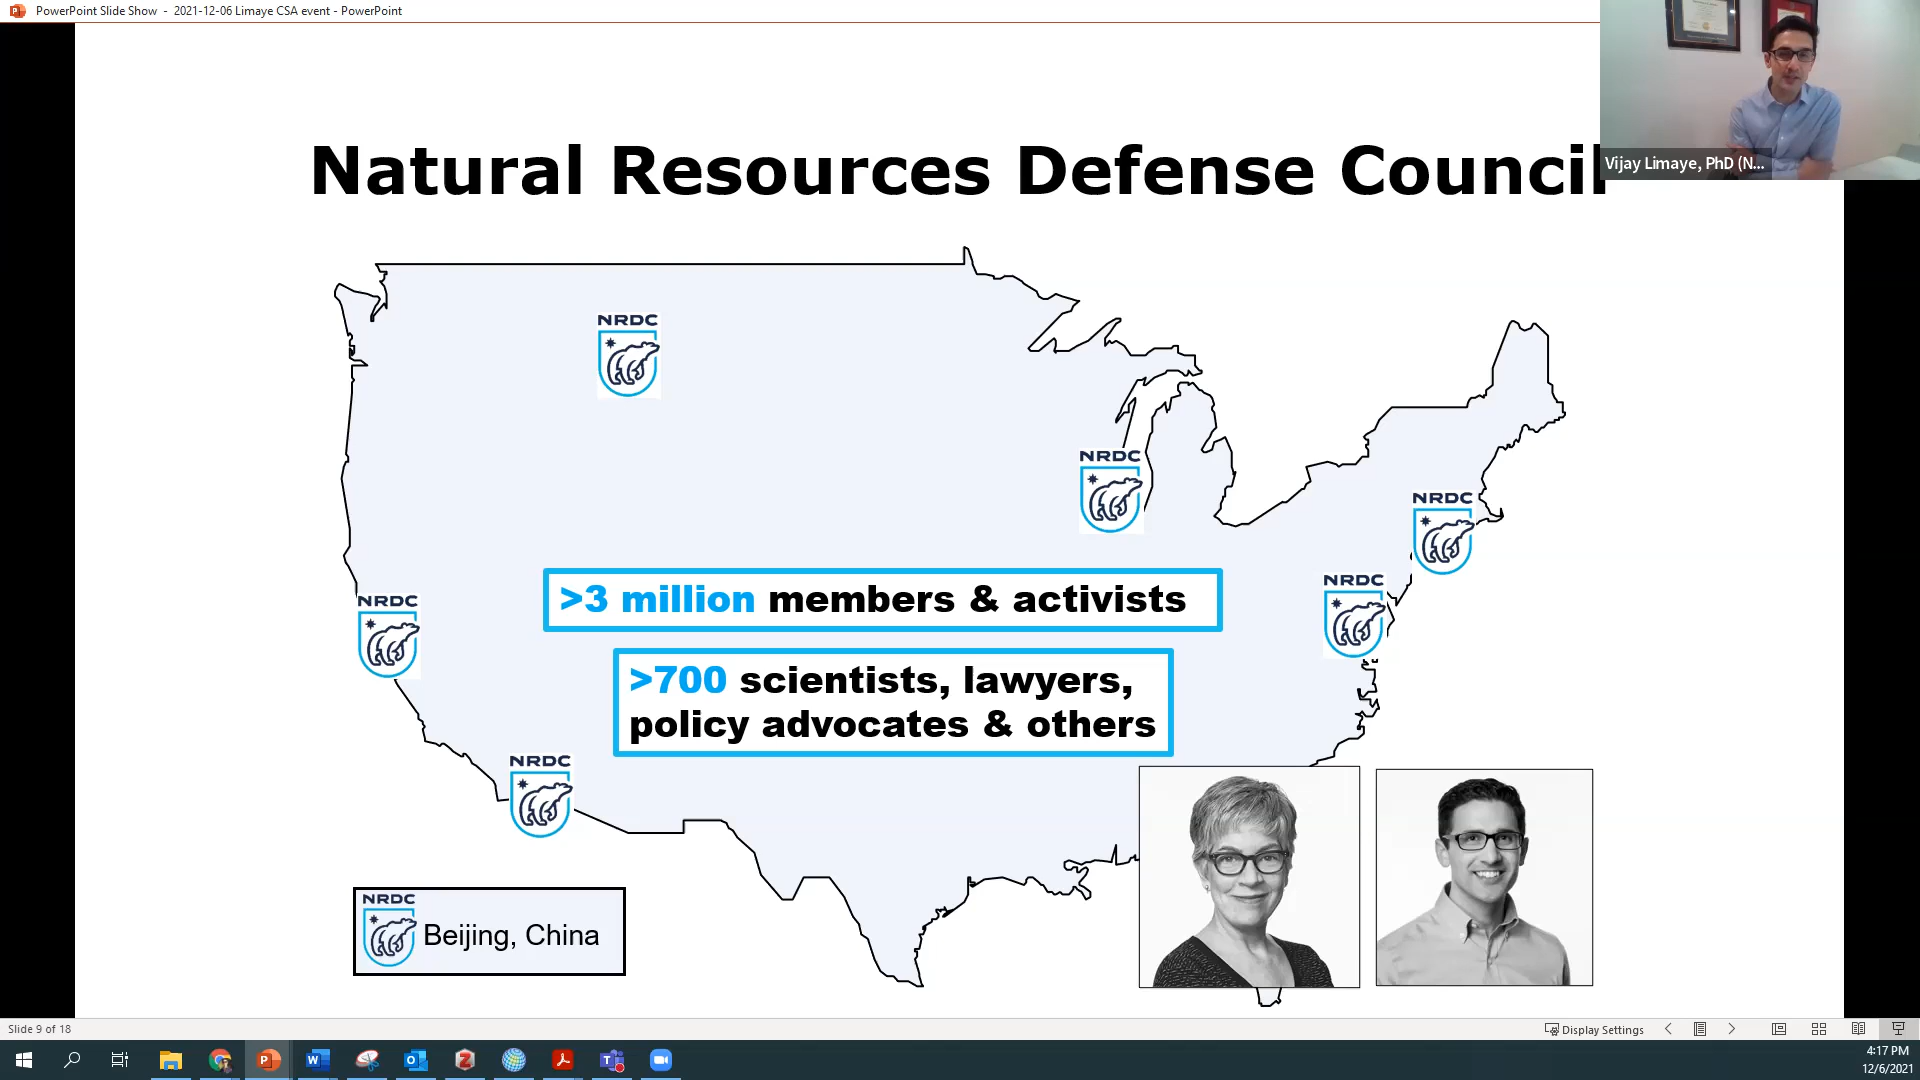 PowerPoint Slide Show - 2021-12-06 Limaye CSA event - PowerPoint
Vijay Limaye, PhD (N...
Natural Resources Defense Council
NRDC
NRDC
NRDC
NRDC
NRDC
NRDC
>3 million members & activists
>700 scientists, lawyers,
policy advocates & others
NRDC
Beijing, China
Slide 9 of 18
Display Settings
4:17 PM
12/6/2021